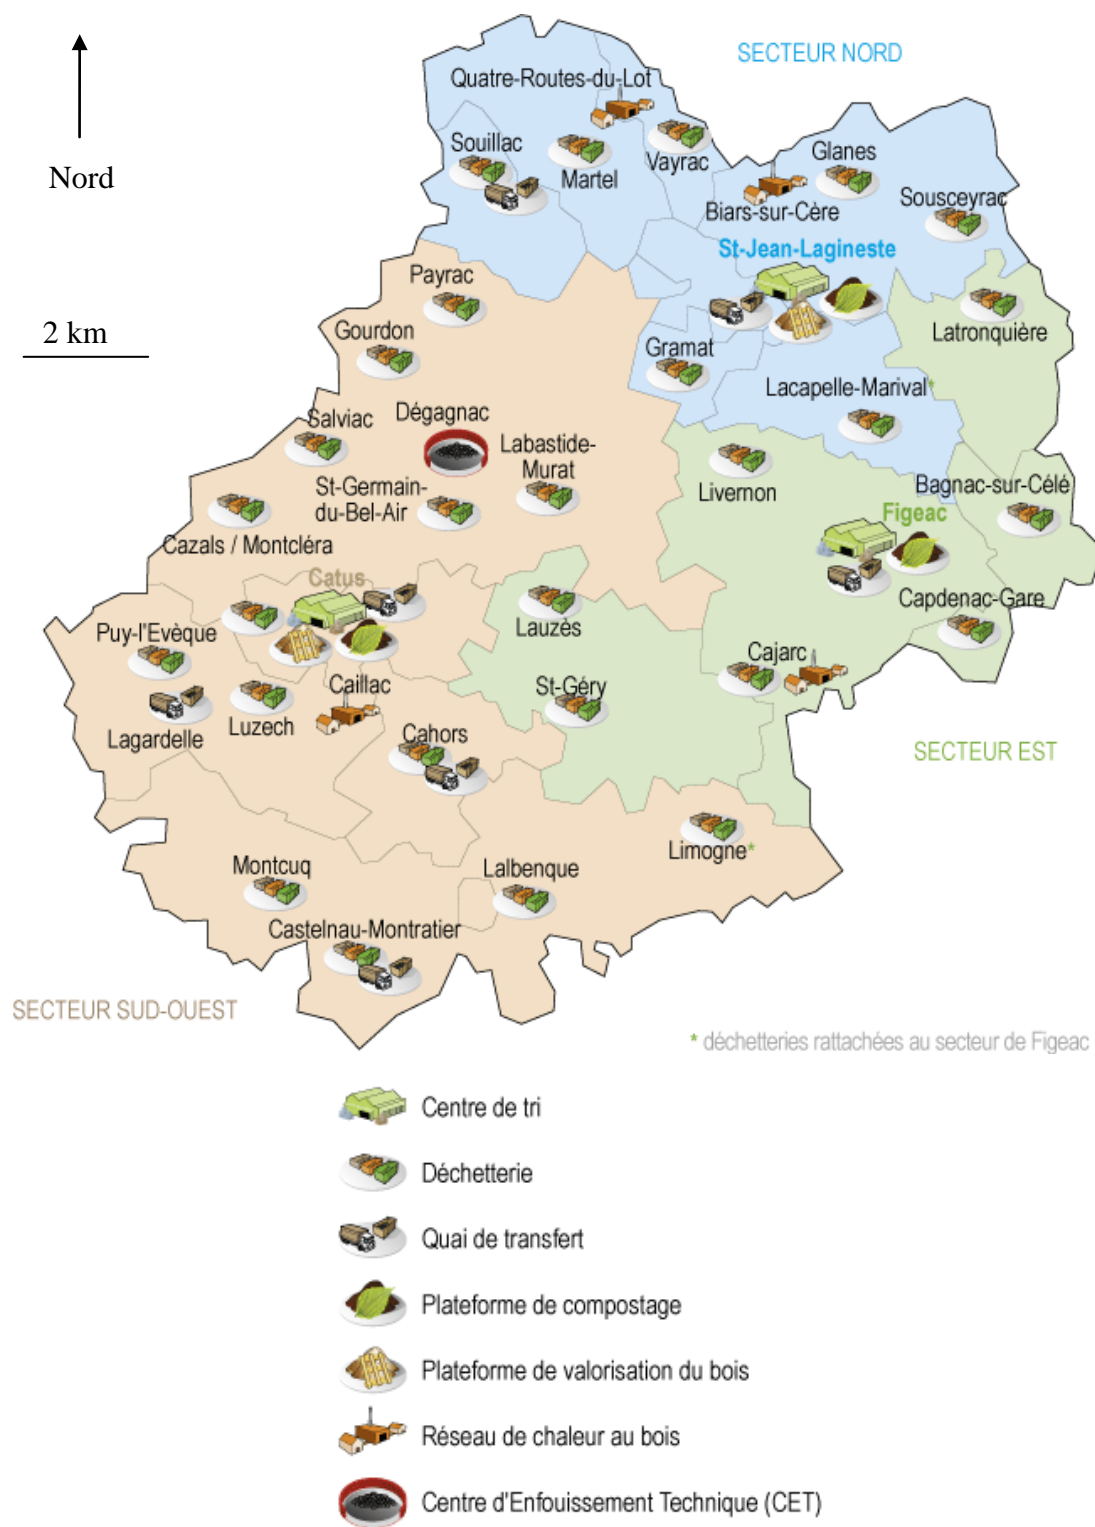 SECTEUR NORD
Quatre-Routes-du-Lot
Nord
Souillac
Martel
Vayrac
Glanes
Biars-sur-Cère
Sousceyrac
St-Jean-Lagineste
Payrac
2 km
Gourdon
Latronquière
Gramat
Lacapelle-Marival*
Salviac
Dégagnac
Labastide-
Murat
St-Germain-
du-Bel-Air
Livernon
Bagnac-sur-Célé
Figeac
Cazals / Montcléra
Catus
Capdenac-Gare
Puy-l'Evèque
Lauzès
Cajarc
Caillac
St-Géry
Lagardelle
Luzech
Cahors
SECTEUR EST
Limogne*
Montcuq
Lalbenque
Castelnau-Montratier
SECTEUR SUD-OUEST
* déchetteries rattachées au secteur de Figeac
Centre de tri
Déchetterie
Quai de transfert
Plateforme de compostage
Plateforme de valorisation du bois
Réseau de chaleur au bois
Centre d'Enfouissement Technique (CET)